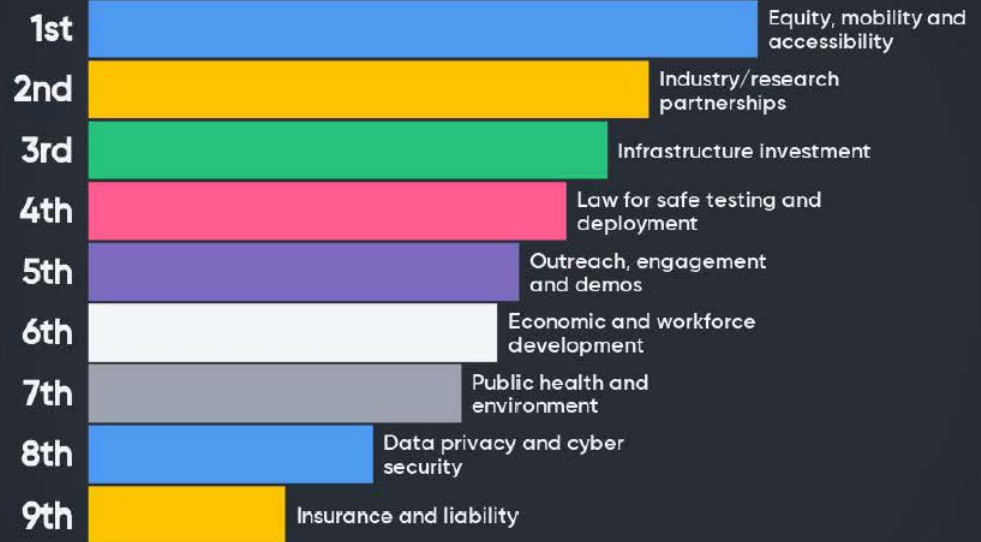 1st
Equity, mobility and
accessibility
2nd
Industry/research
partnerships
3rd
Infrastructure investment
4th
Law for safe testing and
deployment
5th
Outreach, engagement
and demos
6th
Economic and workforce
development
7th
Public health and
environment
8th
Data privacy and cyber
security
9th
Insurance and liability